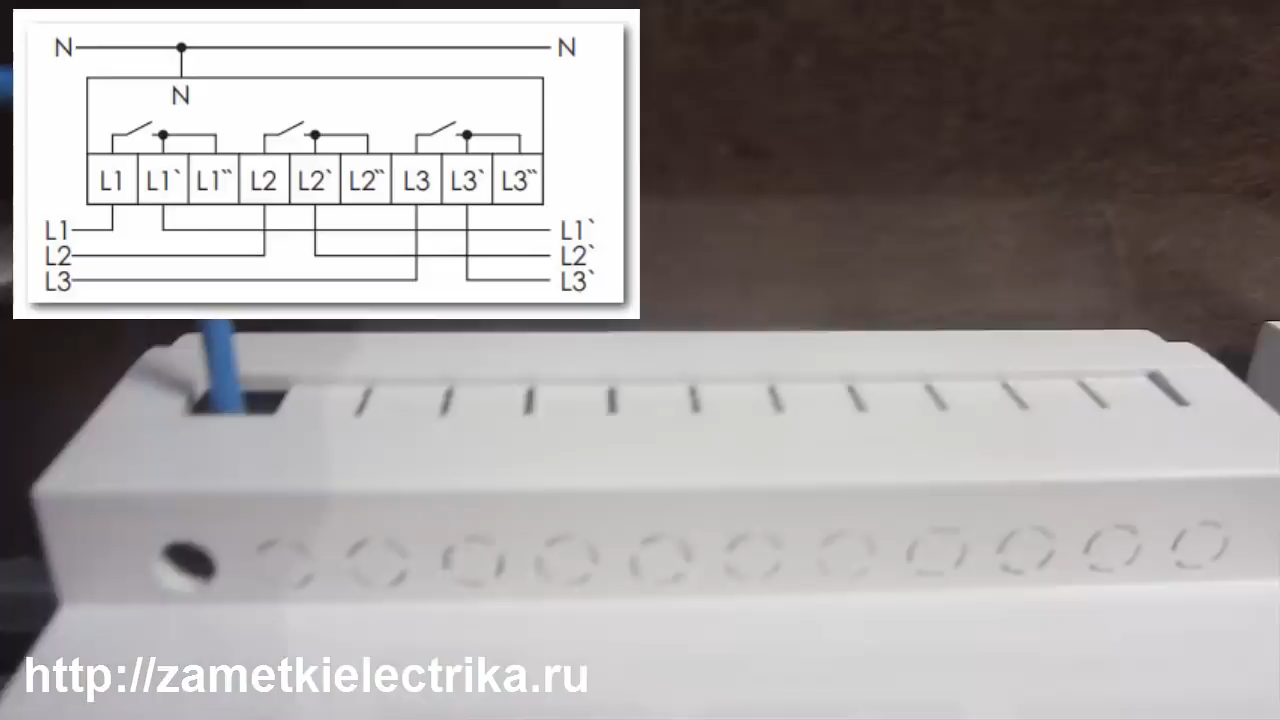 N N
N
L1 L1` L1`` L2 L2` L2`` L3 L3` L3``
L1 L1`
L2 L2`
L3 L3`
http://zametkielectrika.ru